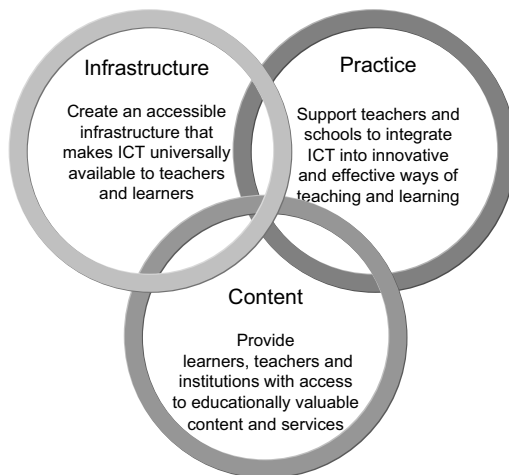 Infrastructure
Create an accessible
infrastructure that
makes ICT universally
available to teachers
and learners
Practice
Support teachers and
schools to integrate
ICT into innovative
and effective ways of
teaching and learning
Content
Provide
learners, teachers and
institutions with access
to educationally valuable
content and services